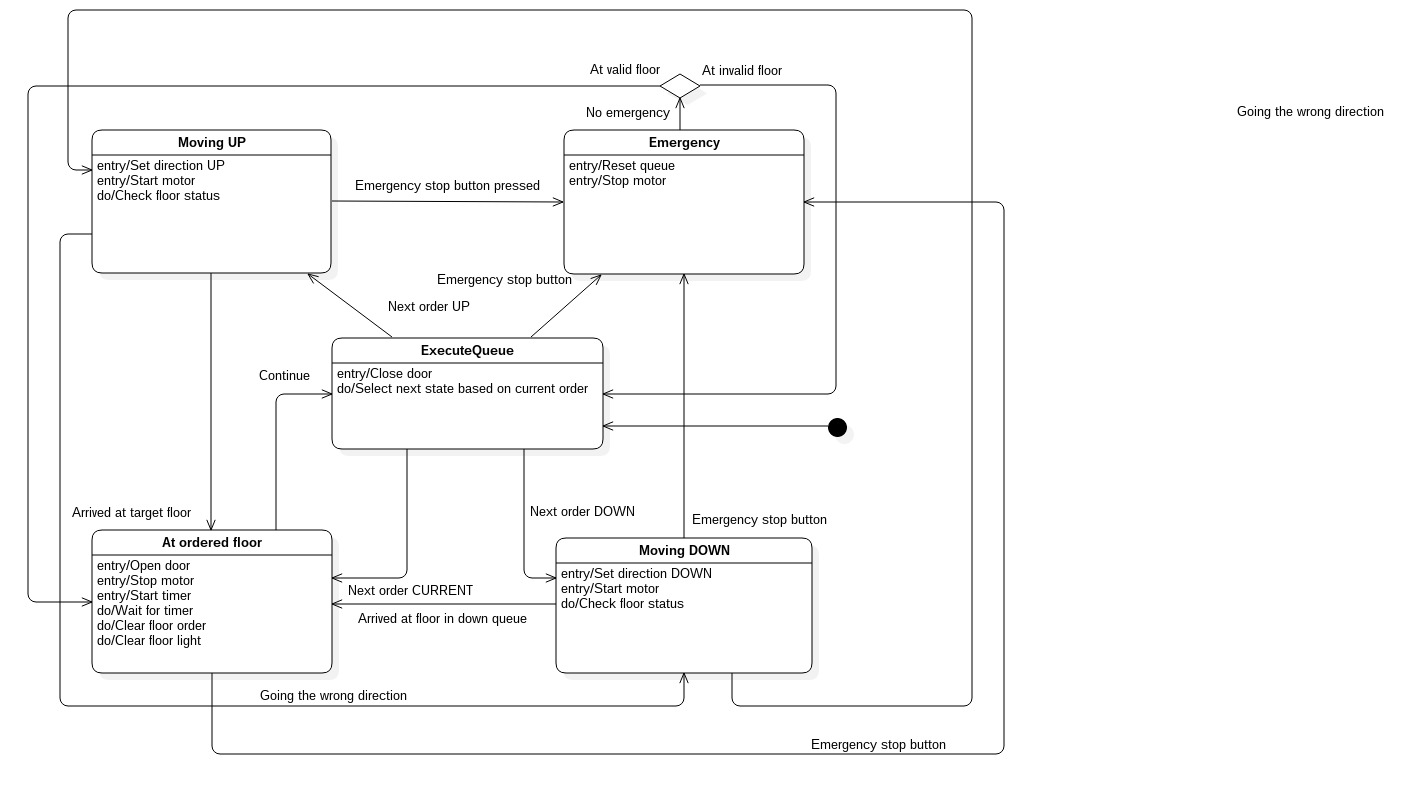 At valid floor
At invalid floor
No emergency
Going the wrong direction
Moving UP
entry/Set direction UP
entry/Start motor
do/Check floor status
Emergency stop button pressed
Emergency
entry/Reset queue
entry/Stop motor
Emergency stop button
Next order UP
ExecuteQueue
entry/Close door
do/Select next state based on current order
Continue
Arrived at target floor
Next order DOWN
Emergency stop button
At ordered floor
entry/Open door
entry/Stop motor
entry/Start timer
do/Wait for timer
do/Clear floor order
do/Clear floor light
Next order CURRENT
Arrived at floor in down queue
Moving DOWN
entry/Set direction DOWN
entry/Start motor
do/Check floor status
Going the wrong direction
Emergency stop button